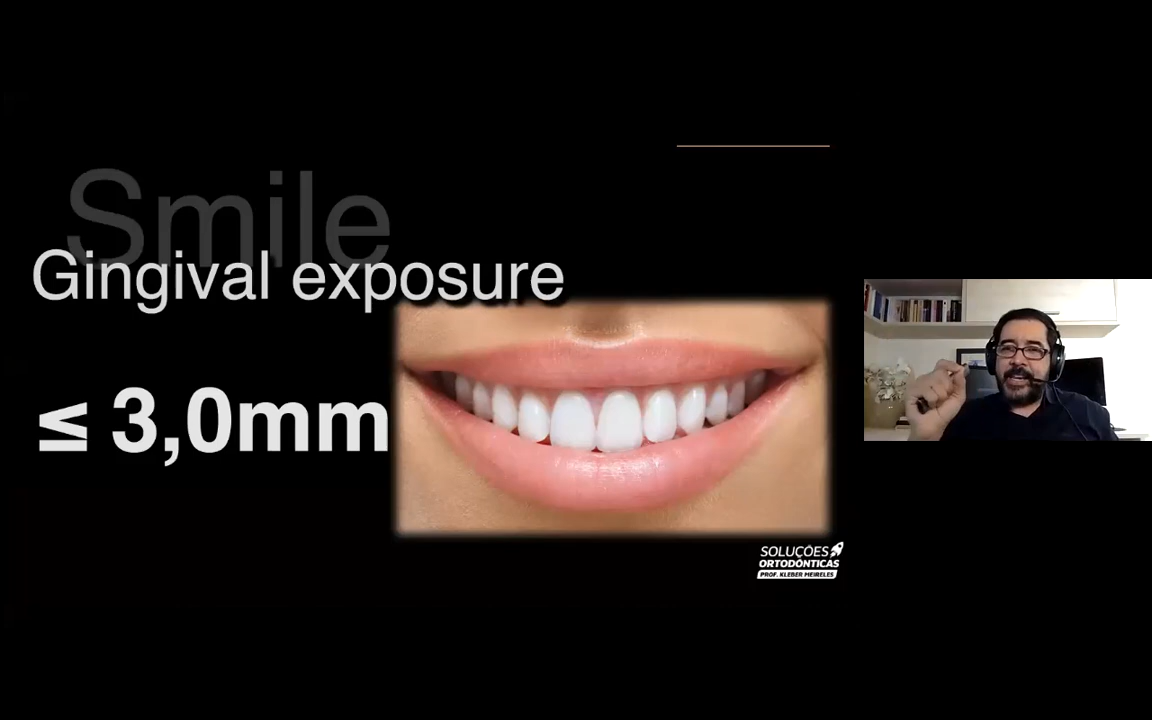 Smile
Gingival exposure
≤ 3,0mm
SOLUÇÕES
ORTODÔNTICAS
PROF. KLEBER MEIRELES